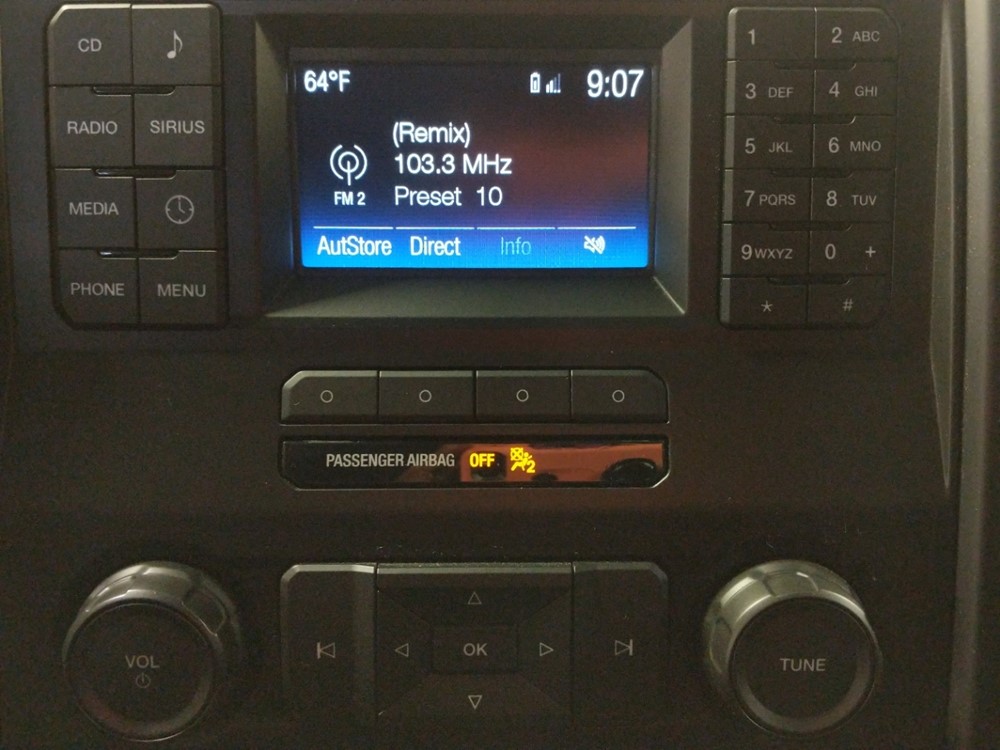 CD
RADIO SIRIUS
MEDIA
PHONE MENU
64°F 9:07
(Remix)
103.3 MHz
FM 2 Preset 10
AutStore Direct Info
1 2 ABC
3 DEF 4 GHI
5 JKL 6 MNO
7 PQRS 8 TUV
9 WXYZ 0 +
* #
PASSENGER AIRBAG OFF 2
VOL OK TUNE